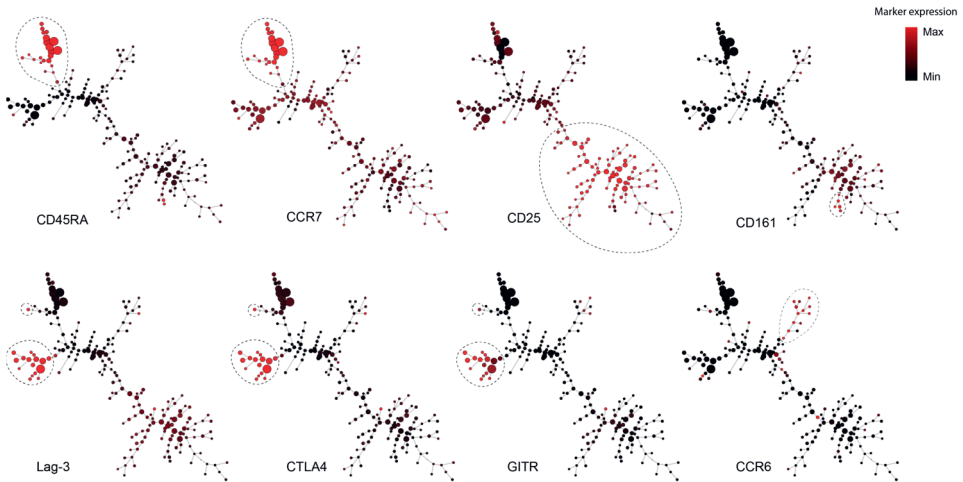 Marker expression
Max
Min
CD45RA
CCR7
CD25
CD161
Lag-3
CTLA4
GITR
CCR6